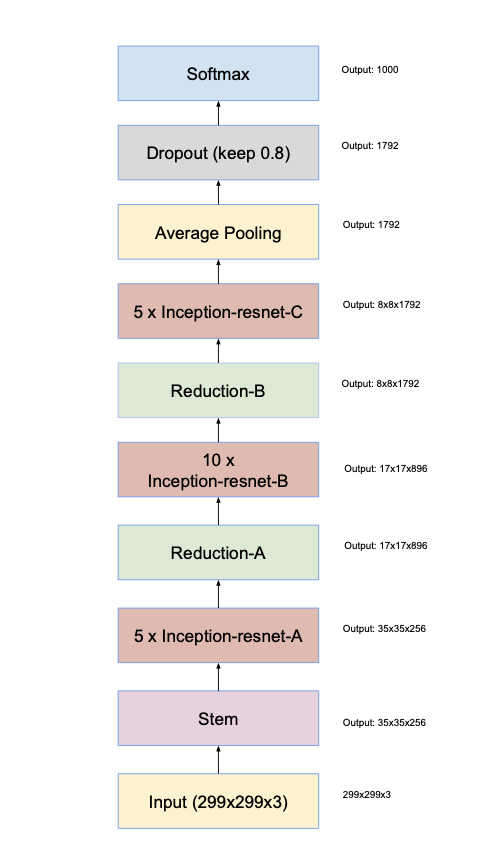 Softmax
Output: 1000
Dropout (keep 0.8)
Output: 1792
Average Pooling
Output: 1792
5 x Inception-resnet-C
Output: 8x8x1792
Reduction-B
Output: 8x8x1792
10 x
Inception-resnet-B
Output: 17x17x896
Reduction-A
Output: 17x17x896
5 x Inception-resnet-A
Output: 35x35x256
Stem
Output: 35x35x256
Input (299x299x3)
299x299x3